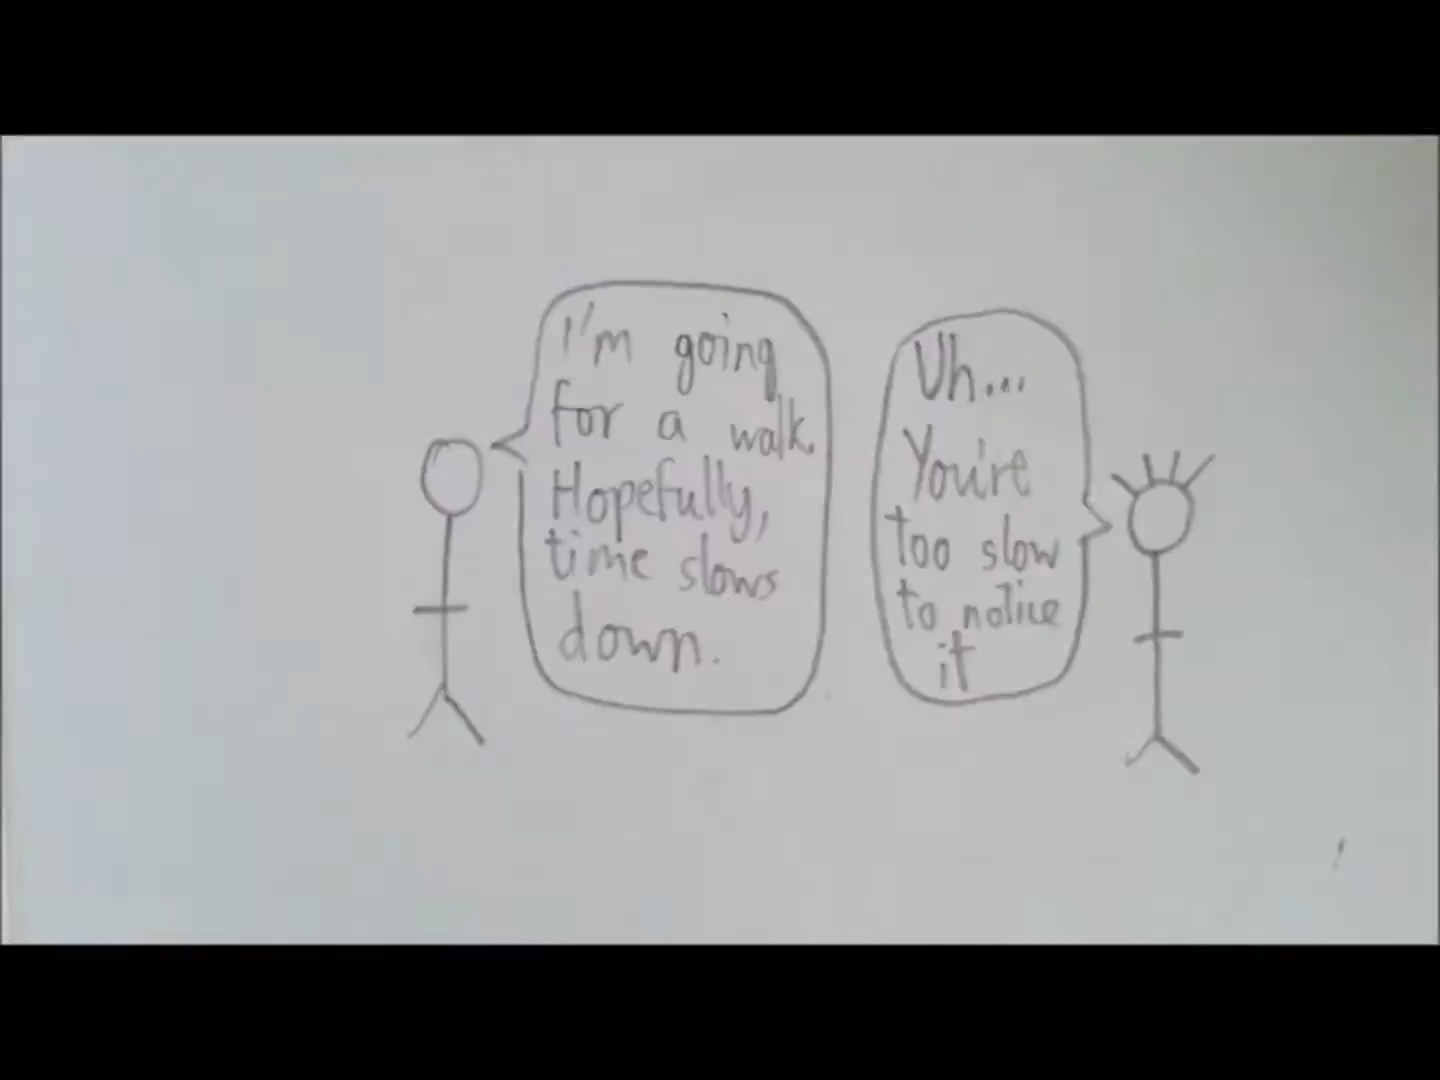 I'm going
for a walk.
Hopefully,
time slows
down.
Uh...
You're
too slow
to notice
it